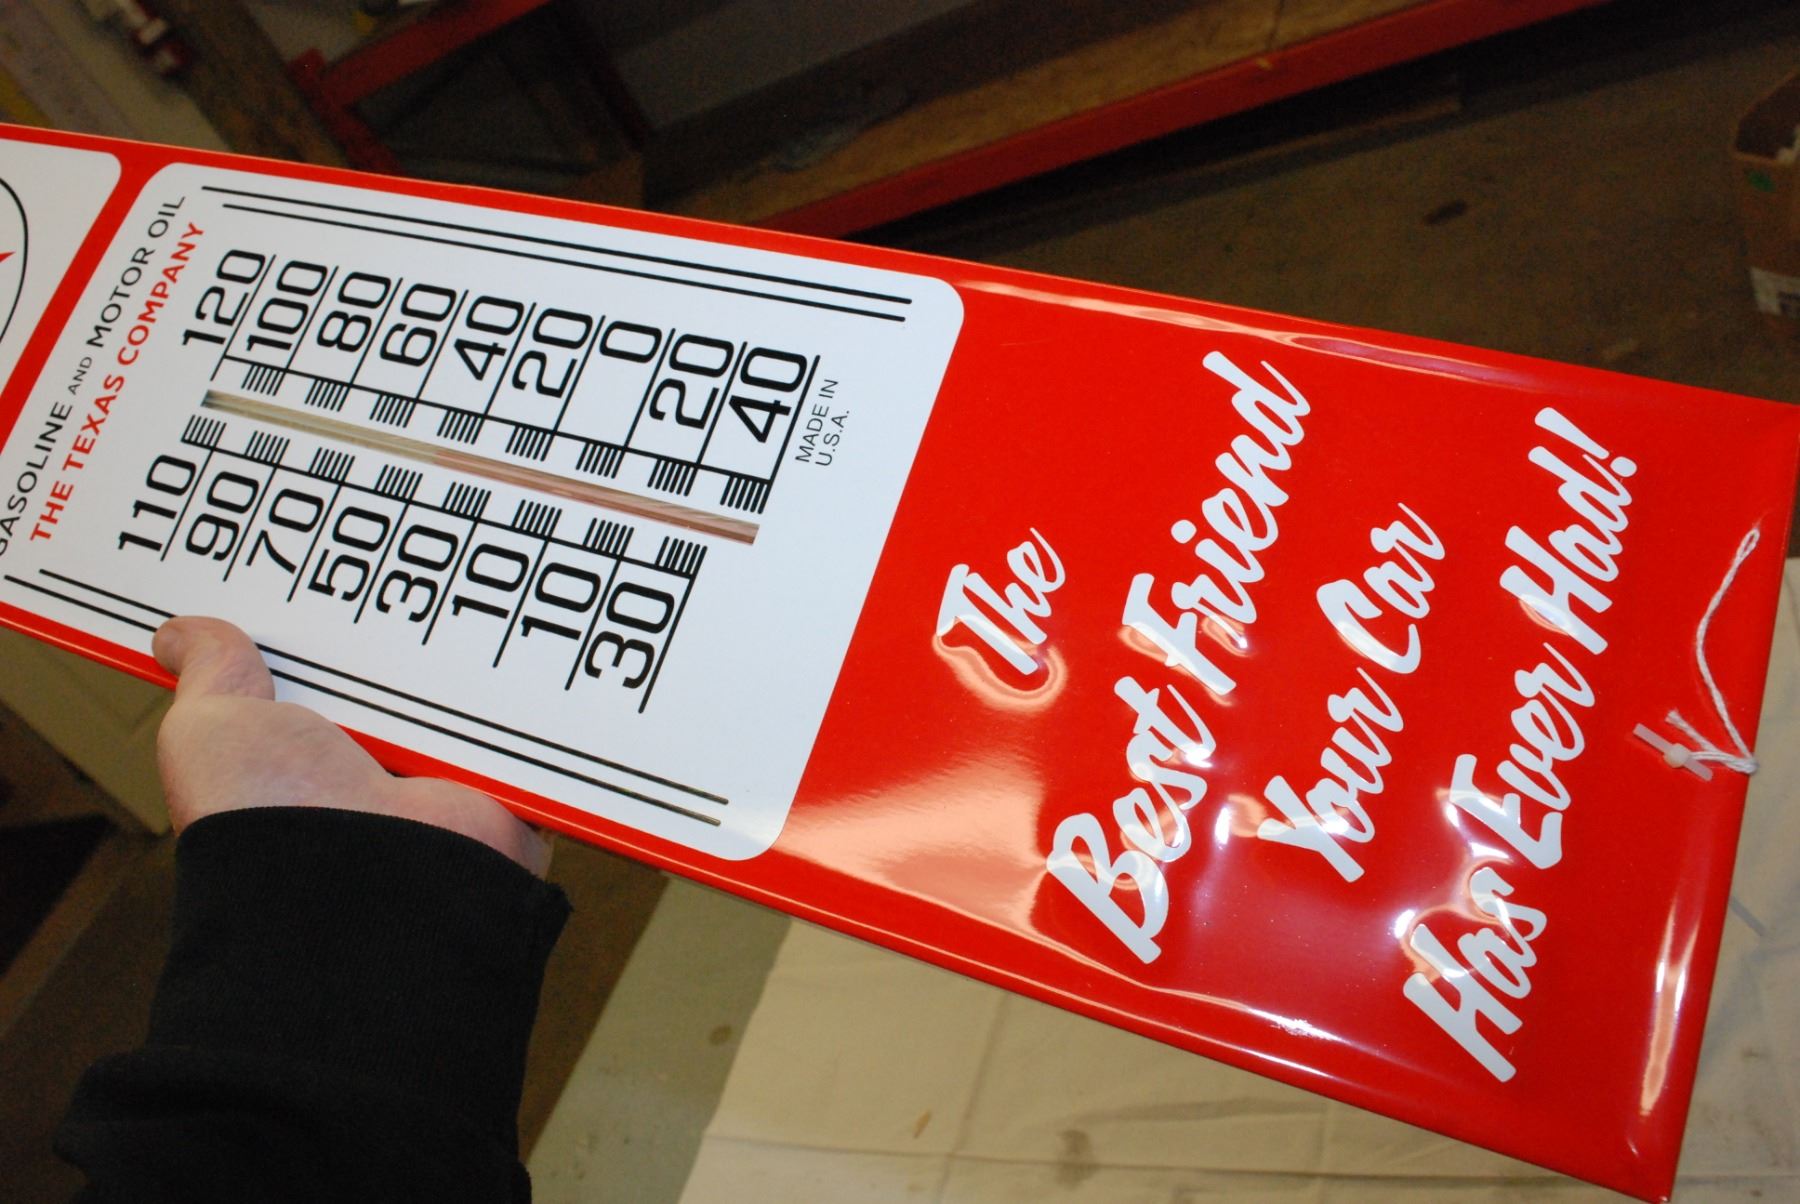 GASOLINE AND MOTOR OIL
THE TEXAS COMPANY
120
110
100
90
80
70
60
50
40
30
20
10
0
10
20
30
40
MADE IN
U.S.A.
The
Best Friend
Your Car
Has Ever Had!